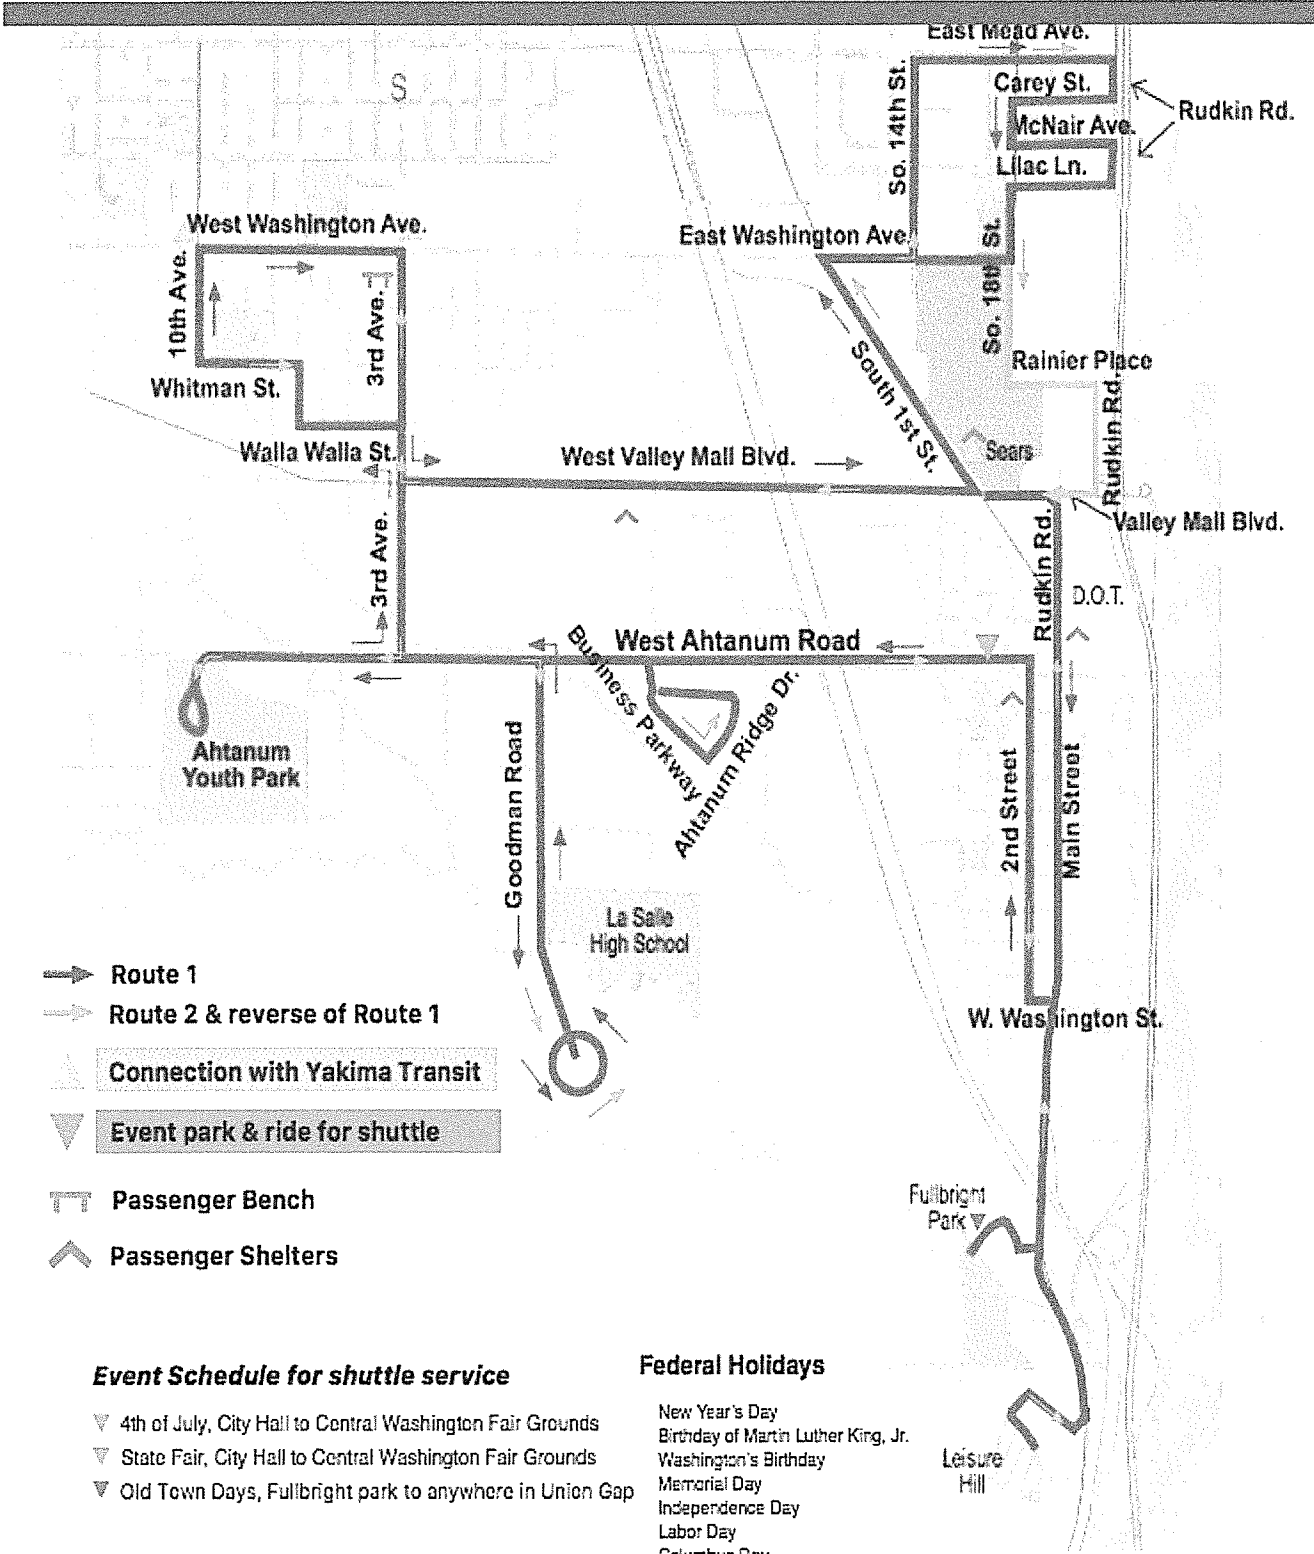 East Mead Ave.
Carey St.
Rudkin Rd.
McNair Ave.
Lilac Ln.
So. 14th St.
S
West Washington Ave.
East Washington Ave.
So. 18th St.
10th Ave.
3rd Ave.
Whitman St.
Rainier Place
South 1st St.
Rudkin Rd.
Walla Walla St.
West Valley Mall Blvd.
Sears
Valley Mall Blvd.
3rd Ave.
Rudkin Rd.
D.O.T.
West Ahtanum Road
Business Parkway
Ahtanum Ridge Dr.
Ahtanum
Youth Park
Goodman Road
2nd Street
Main Street
La Salle
High School
W. Washington St.
Route 1
Route 2 & reverse of Route 1
Connection with Yakima Transit
Event park & ride for shuttle
Passenger Bench
Passenger Shelters
Fullbright
Park
Leisure
Hill
Event Schedule for shuttle service
4th of July, City Hall to Central Washington Fair Grounds
State Fair, City Hall to Central Washington Fair Grounds
Old Town Days, Fullbright park to anywhere in Union Gap
Federal Holidays
New Year's Day
Birthday of Martin Luther King, Jr.
Washington's Birthday
Memorial Day
Independence Day
Labor Day
Columbus Day